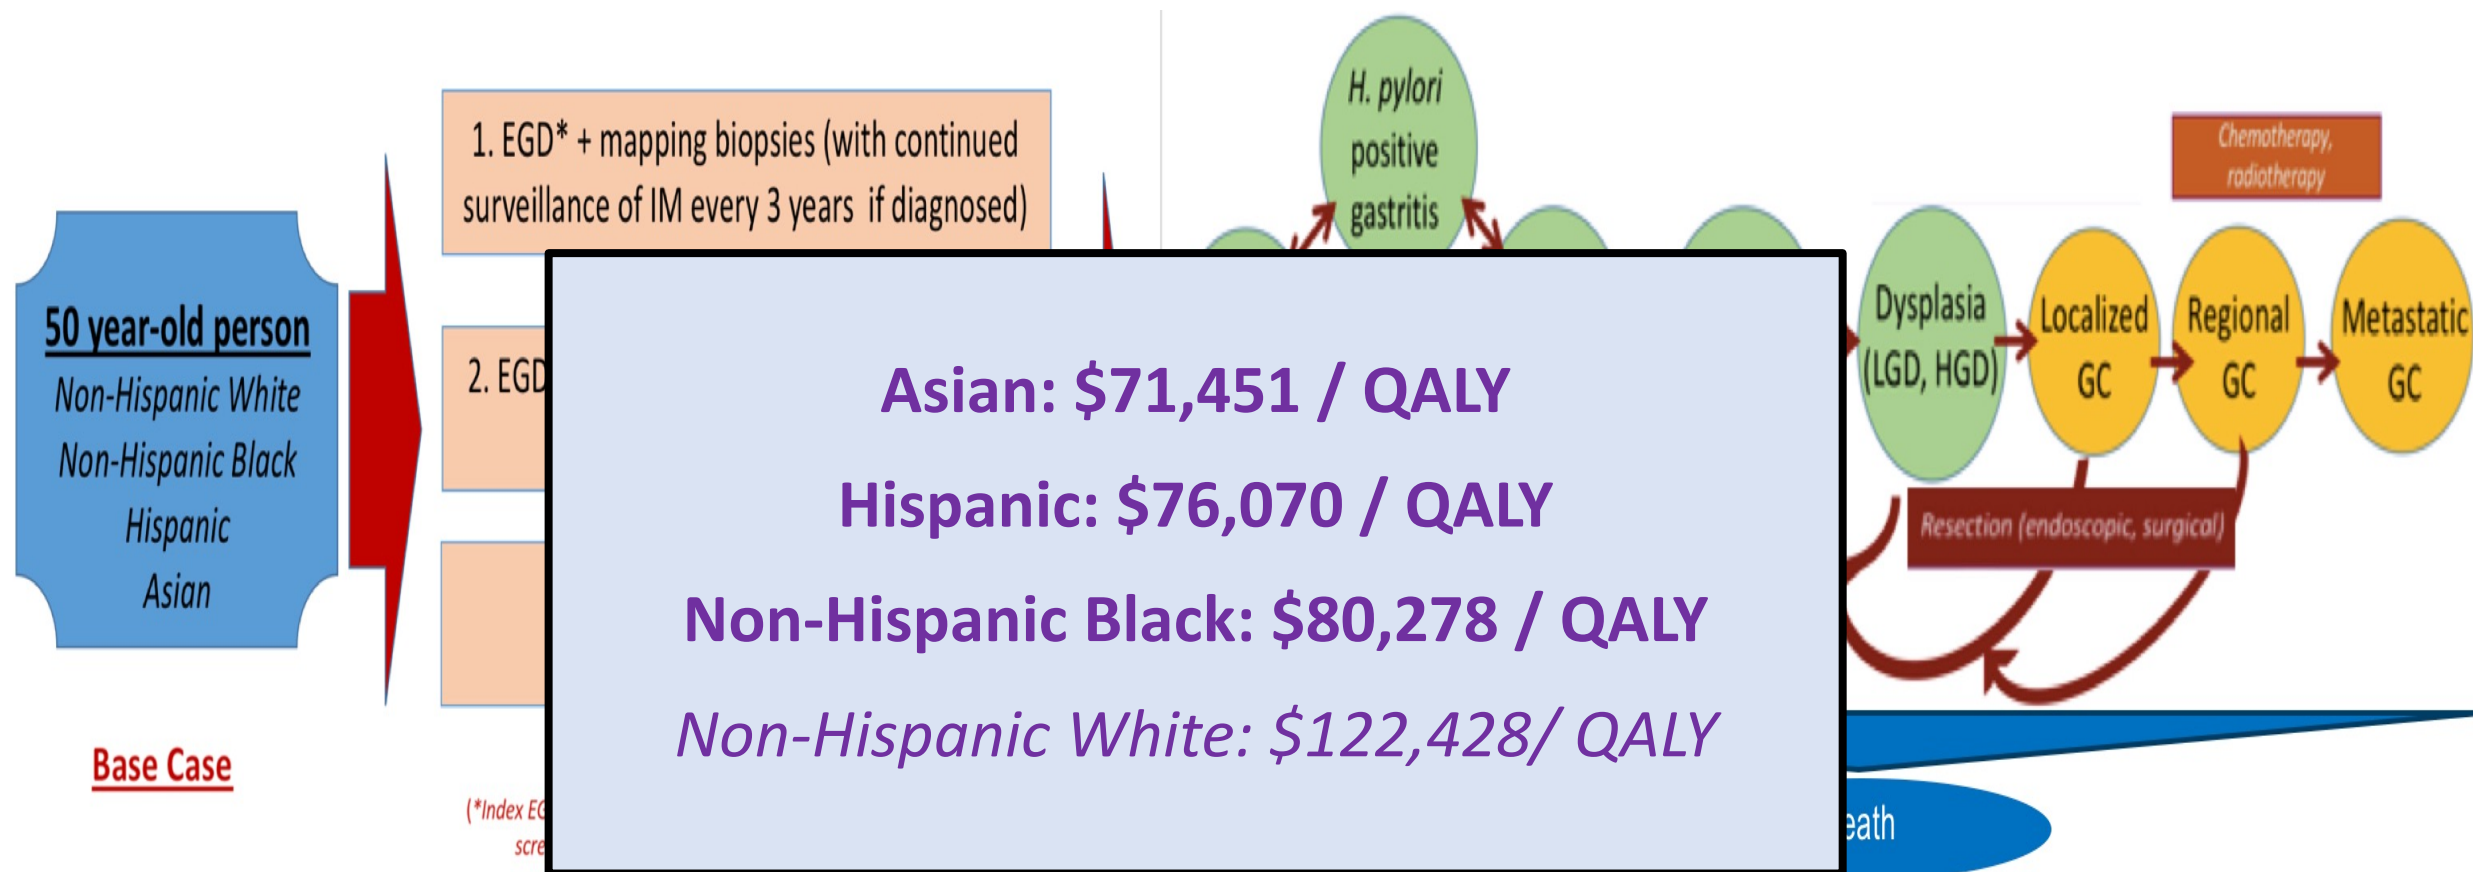 50 year-old person
Non-Hispanic White
Non-Hispanic Black
Hispanic
Asian
Base Case
1. EGD* + mapping biopsies (with continued
surveillance of IM every 3 years if diagnosed)
2. EGD
(*Index
scre
Asian: $71,451 / QALY
Hispanic: $76,070 / QALY
Non-Hispanic Black: $80,278 / QALY
Non-Hispanic White: $122,428/ QALY
H. pylori
positive
gastritis
Chemotherapy,
radiotherapy
Dysplasia
(LGD, HGD)
Localized
GC
Regional
GC
Metastatic
GC
Resection (endoscopic, surgical)
eath